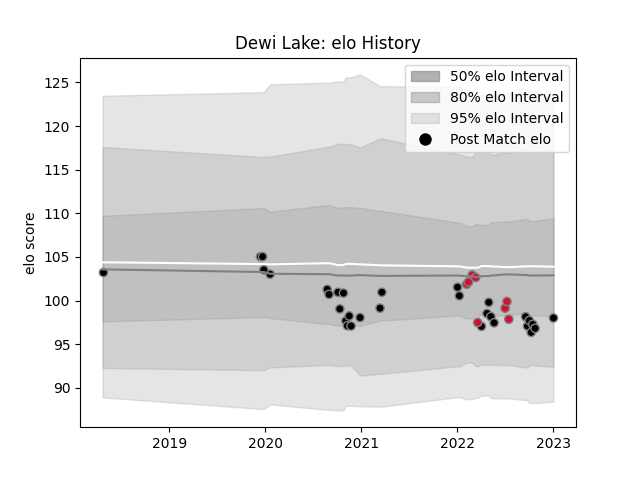 Dewi Lake: elo History
50% elo Interval
80% elo Interval
95% elo Interval
Post Match elo
elo score
125
120
115
110
105
100
95
90
2019
2020
2021
2022
2023